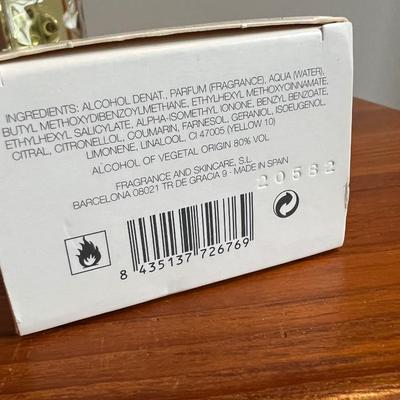 INGREDIENTS: ALCOHOL DENAT., PARFUM (FRAGRANCE), AQUA (WATER),
BUTYL METHOXYDIBENZOYLMETHANE, ETHYLHEXYL METHOXYCINNAMATE,
ETHYLHEXYL SALICYLATE, ALPHA-ISOMETHYL IONONE, BENZYL BENZOATE,
CITRAL, CITRONELLOL, COUMARIN, FARNESOL, GERANIOL, ISOEUGENOL,
LIMONENE, LINALOOL. CI 47005 (YELLOW 10)
ALCOHOL OF VEGETAL ORIGIN 80% VOL
FRAGRANCE AND SKINCARE, S.L.
BARCELONA 08021 TR DE GRACIA 9 - MADE IN SPAIN
20582
8 435137 726769